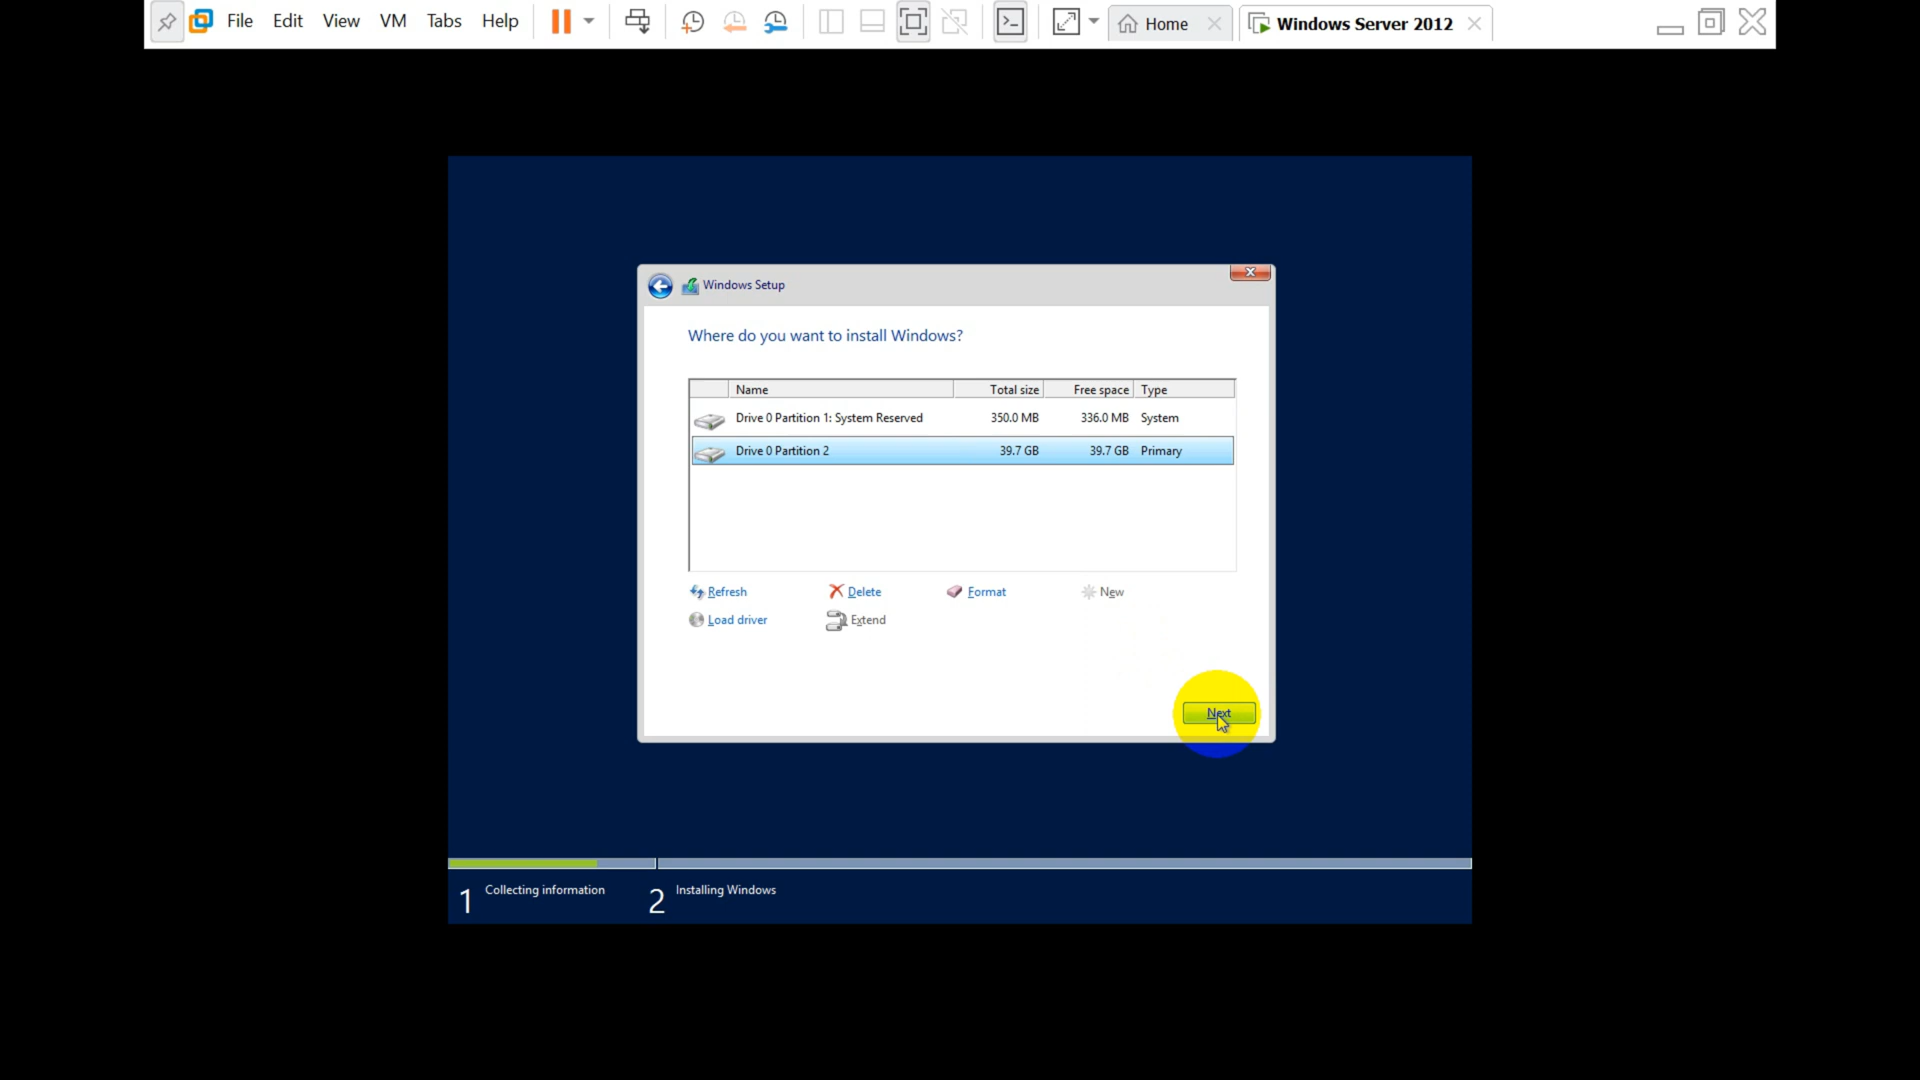 File Edit View VM Tabs Help Home Windows Server 2012
Windows Setup
Where do you want to install Windows?
Name Total size Free space Type
Drive 0 Partition 1: System Reserved 350.0 MB 336.0 MB System
Drive 0 Partition 2 39.7 GB 39.7 GB Primary
Refresh Delete Format New
Load driver Extend
Next
1 Collecting information 2 Installing Windows